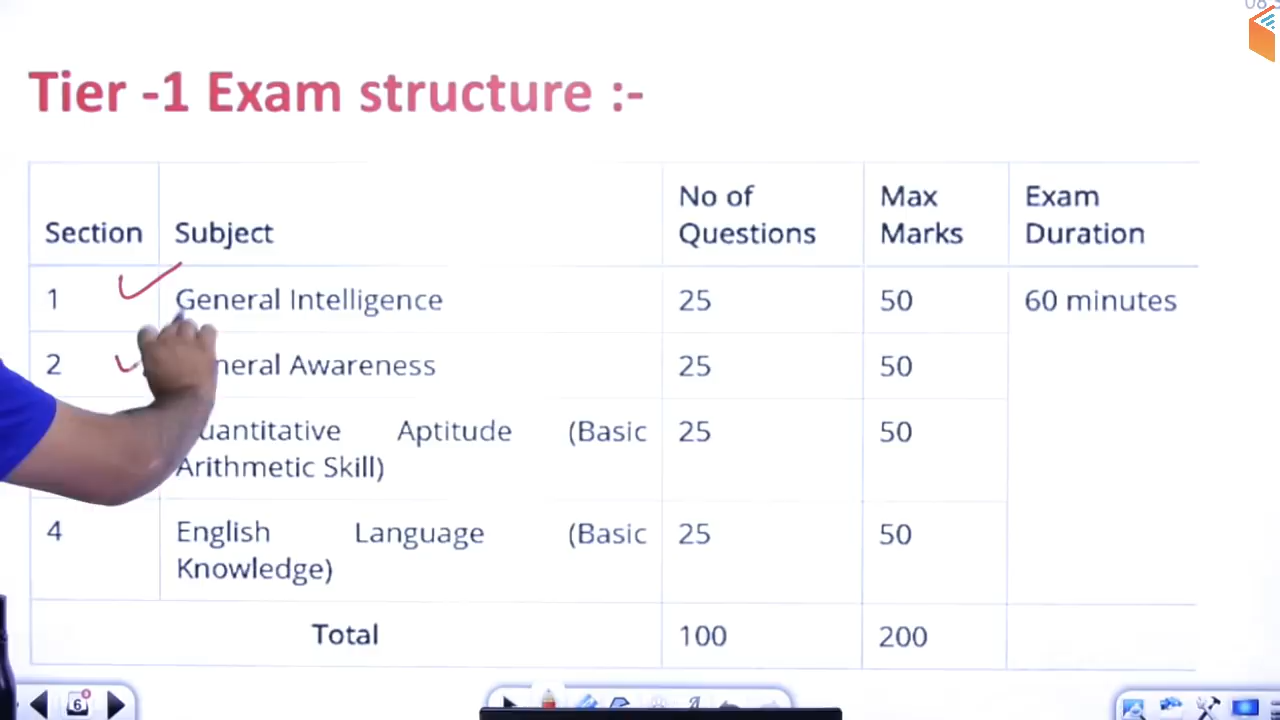 Tier -1 Exam structure :-
Section Subject No of Questions Max Marks Exam Duration
1 General Intelligence 25 50 60 minutes
2 Awareness 25 50
Aptitude (Basic 25 50
Arithmetic Skill)
4 English Language (Basic 25 50
Knowledge)
Total 100 200
6